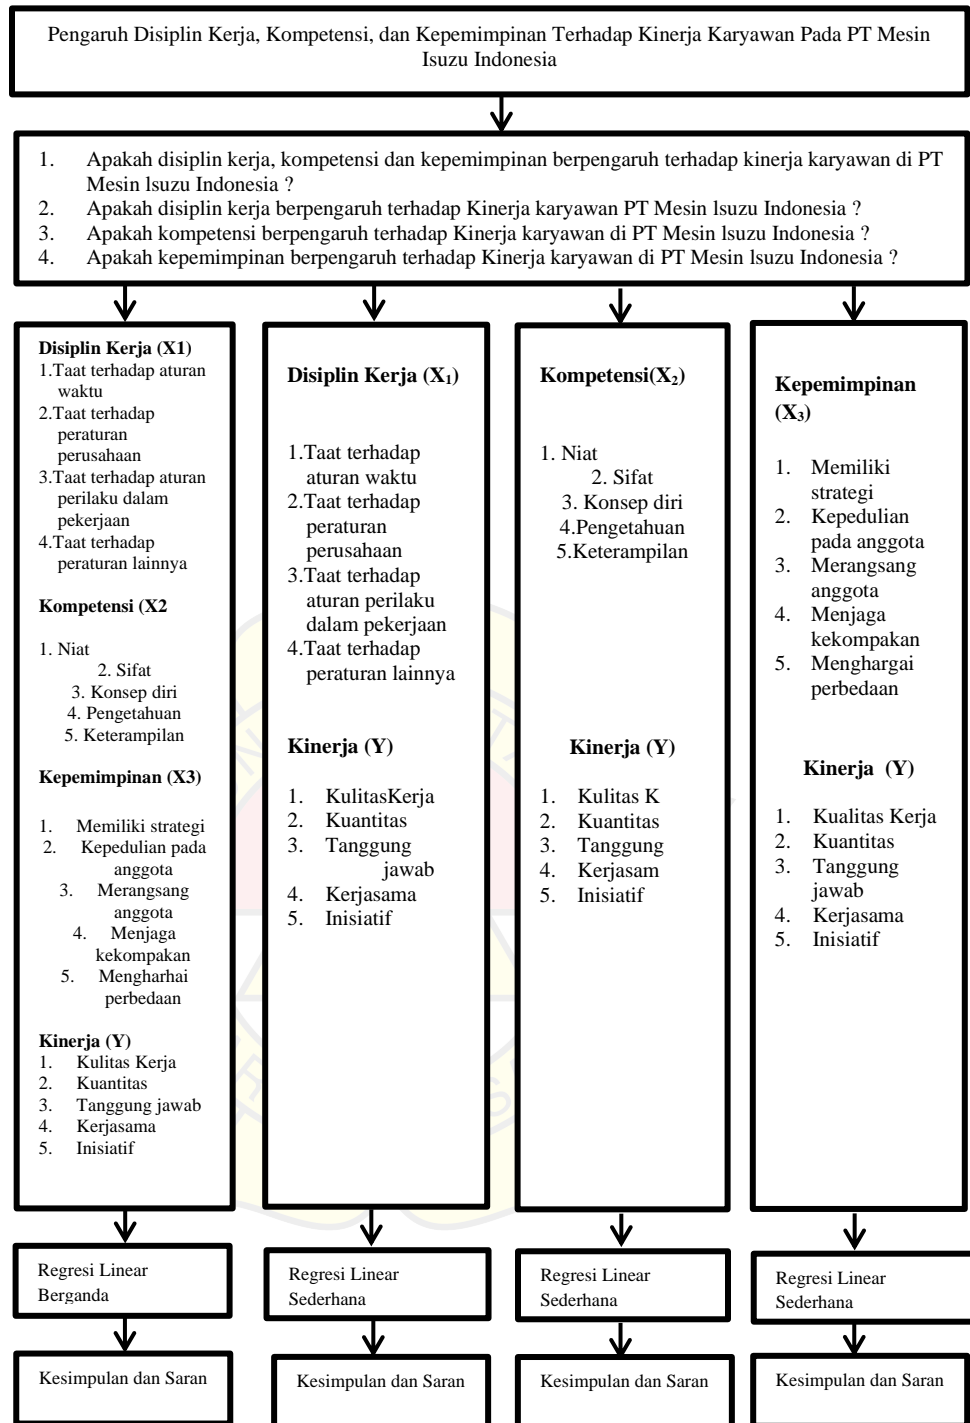 Pengaruh Disiplin Kerja, Kompetensi, dan Kepemimpinan Terhadap Kinerja Karyawan Pada PT Mesin
Isuzu Indonesia
1. Apakah disiplin kerja, kompetensi dan kepemimpinan berpengaruh terhadap kinerja karyawan di PT
Mesin lsuzu Indonesia ?
2. Apakah disiplin kerja berpengaruh terhadap Kinerja karyawan PT Mesin lsuzu Indonesia ?
3. Apakah kompetensi berpengaruh terhadap Kinerja karyawan di PT Mesin lsuzu Indonesia ?
4. Apakah kepemimpinan berpengaruh terhadap Kinerja karyawan di PT Mesin lsuzu Indonesia ?
Disiplin Kerja (X1)
1.Taat terhadap aturan
waktu
2.Taat terhadap
peraturan
perusahaan
3.Taat terhadap aturan
perilaku dalam
pekerjaan
4.Taat terhadap
peraturan lainnya
Kompetensi (X2
1. Niat
2. Sifat
3. Konsep diri
4. Pengetahuan
5. Keterampilan
Kepemimpinan (X3)
1. Memiliki strategi
2. Kepedulian pada
anggota
3. Merangsang
anggota
4. Menjaga
kekompakan
5. Mengharhai
perbedaan
Kinerja (Y)
1. Kulitas Kerja
2. Kuantitas
3. Tanggung jawab
4. Kerjasama
5. Inisiatif
Disiplin Kerja (X₁)
1.Taat terhadap
aturan waktu
2.Taat terhadap
peraturan
perusahaan
3.Taat terhadap
aturan perilaku
dalam pekerjaan
4.Taat terhadap
peraturan lainnya
Kinerja (Y)
1. KulitasKerja
2. Kuantitas
3. Tanggung
jawab
4. Kerjasama
5. Inisiatif
Kompetensi(X₂)
1. Niat
2. Sifat
3. Konsep diri
4.Pengetahuan
5.Keterampilan
Kinerja (Y)
1. Kulitas K
2. Kuantitas
3. Tanggung
4. Kerjasam
5. Inisiatif
Kepemimpinan
(X₃)
1. Memiliki
strategi
2. Kepedulian
pada anggota
3. Merangsang
anggota
4. Menjaga
kekompakan
5. Menghargai
perbedaan
Kinerja (Y)
1. Kualitas Kerja
2. Kuantitas
3. Tanggung
jawab
4. Kerjasama
5. Inisiatif
Regresi Linear
Berganda
Regresi Linear
Sederhana
Regresi Linear
Sederhana
Regresi Linear
Sederhana
Kesimpulan dan Saran
Kesimpulan dan Saran
Kesimpulan dan Saran
Kesimpulan dan Saran